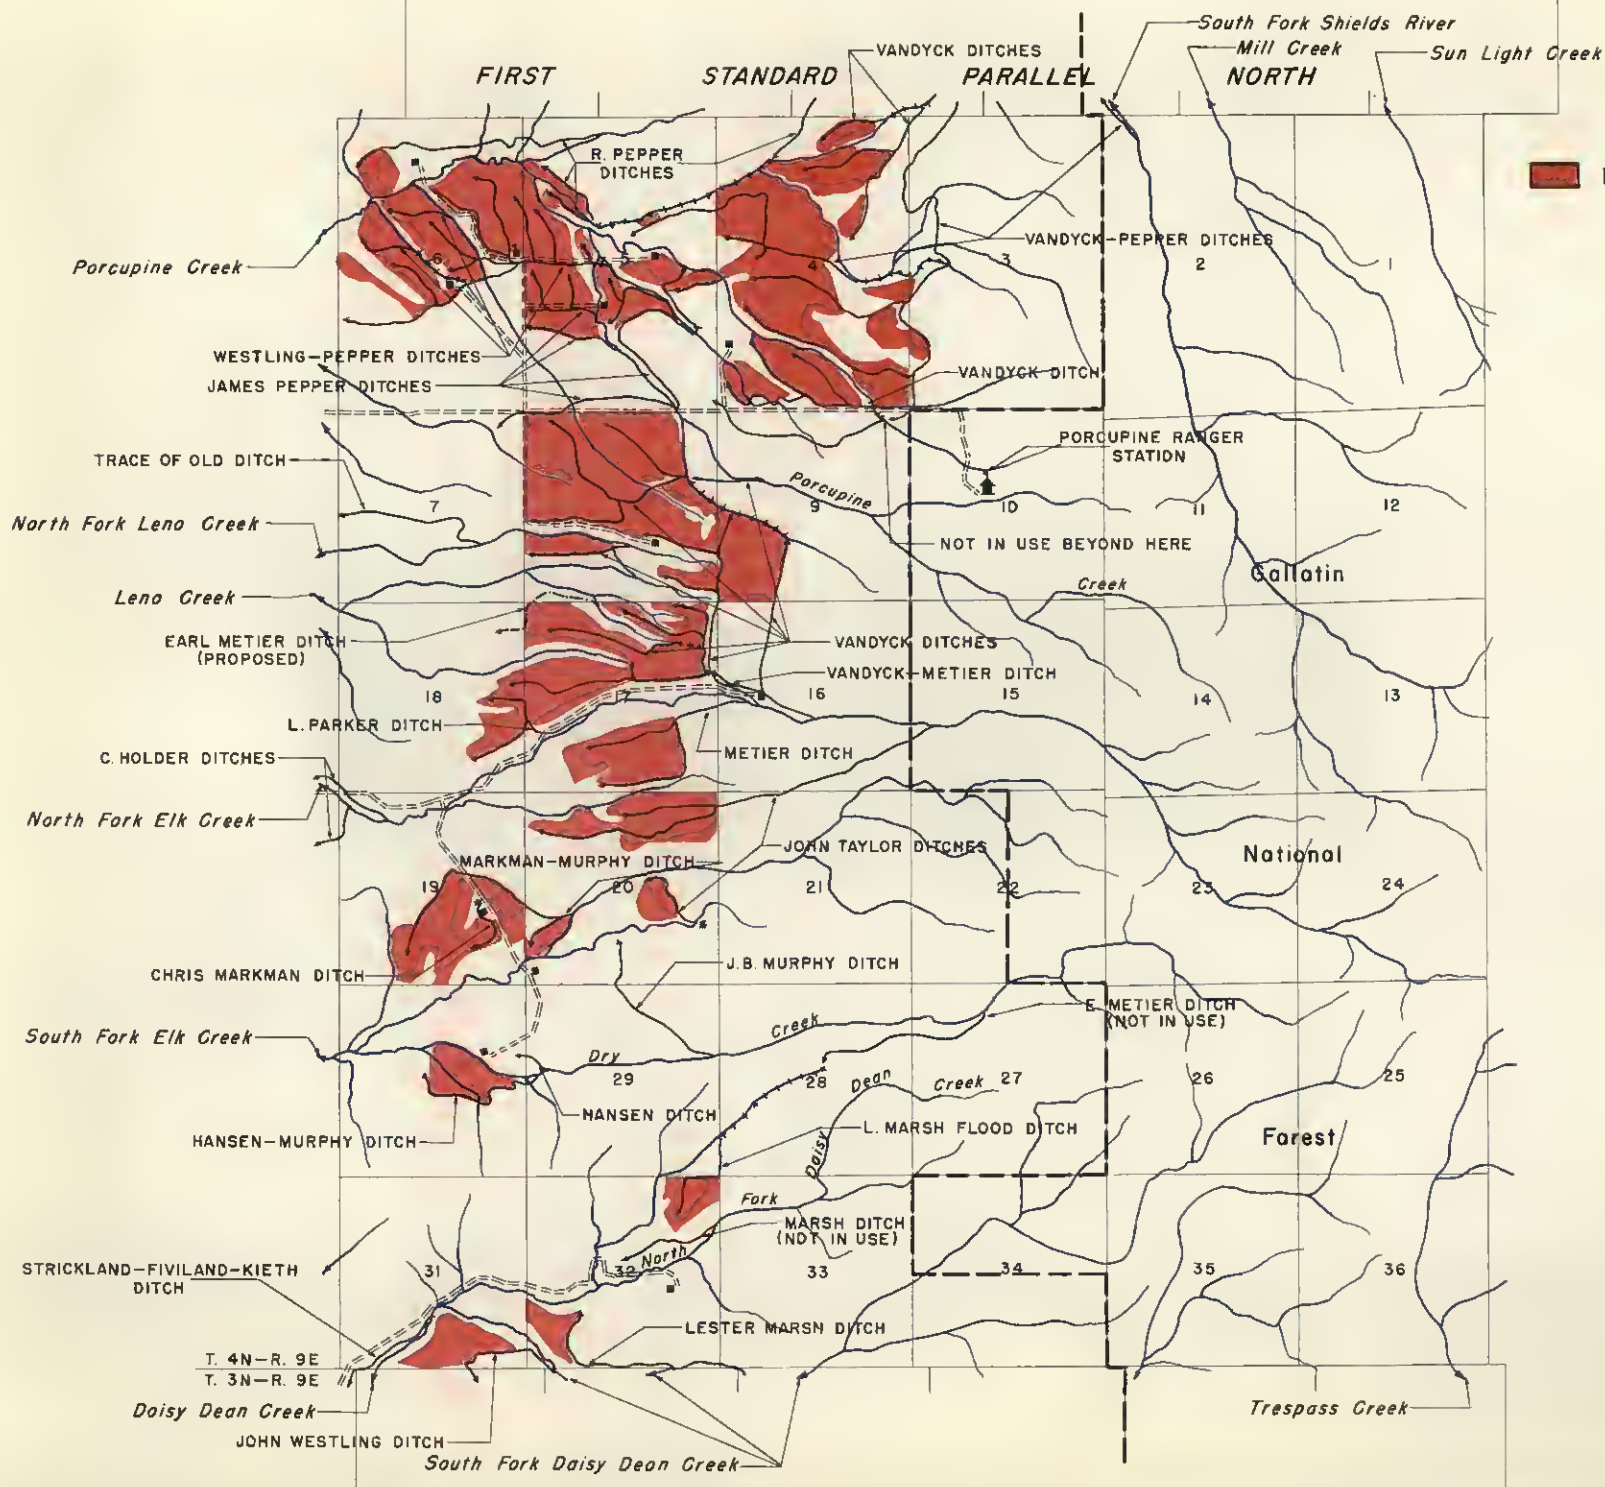 South Fork Shields River
Mill Creek
Sun Light Creek
VANDYCK DITCHES
FIRST STANDARD PARALLEL NORTH
R. PEPPER
DITCHES
VANDYCK-PEPPER DITCHES
Porcupine Creek
6
5
4
3
2
1
WESTLING-PEPPER DITCHES
JAMES PEPPER DITCHES
VANDYCK DITCH
PORCUPINE RANGER
STATION
TRACE OF OLD DITCH
Porcupine
7
9
10
11
12
North Fork Leno Creek
NOT IN USE BEYOND HERE
Gallatin
Creek
Leno Creek
EARL METIER DITCH
(PROPOSED)
VANDYCK DITCHES
VANDYCK-METIER DITCH
18
17
16
15
14
13
L. PARKER DITCH
METIER DITCH
C. HOLDER DITCHES
North Fork Elk Creek
MARKMAN-MURPHY DITCH
JOHN TAYLOR DITCHES
National
19
20
21
22
23
24
CHRIS MARKMAN DITCH
J.B. MURPHY DITCH
E. METIER DITCH
(NOT IN USE)
South Fork Elk Creek
Creek
Dry
29
28
Dean
Creek
27
26
25
HANSEN DITCH
HANSEN-MURPHY DITCH
L. MARSH FLOOD DITCH
Daisy
Forest
Fork
MARSH DITCH
(NOT IN USE)
North
STRICKLAND-FIVILAND-KIETH
DITCH
31
32
33
34
35
36
LESTER MARSN DITCH
T. 4N-R. 9E
T. 3N-R. 9E
Daisy Dean Creek
JOHN WESTLING DITCH
South Fork Daisy Dean Creek
Trespass Creek